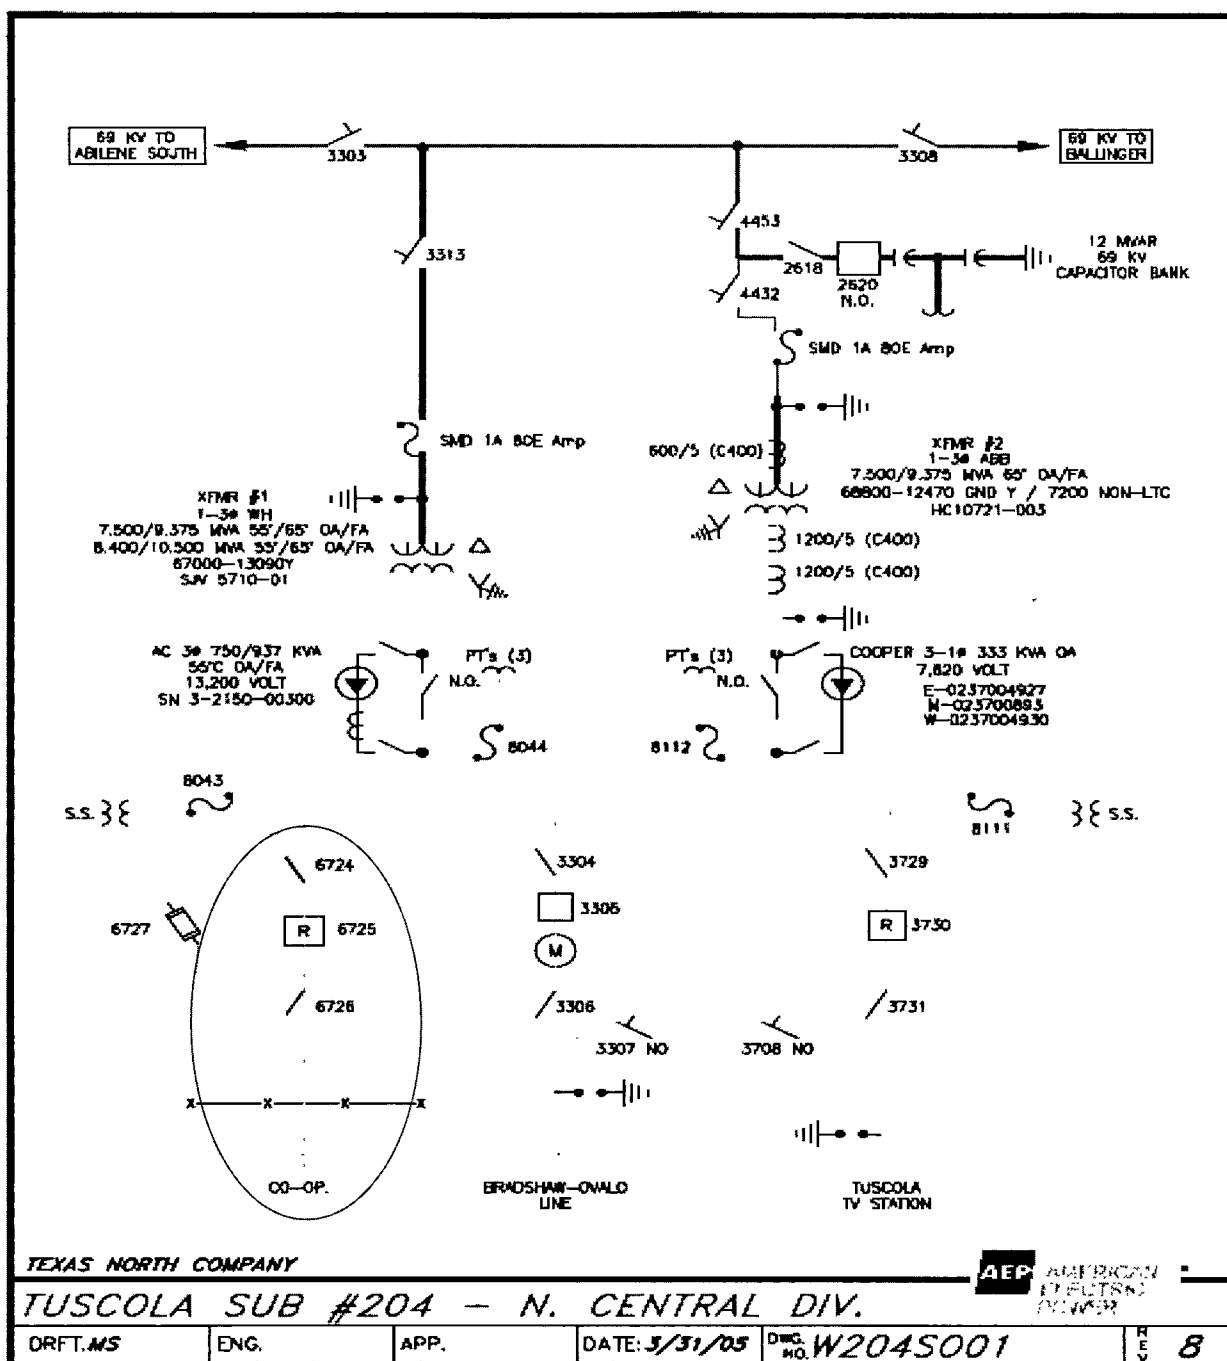 69 KV TO
ABILENE SOUTH
3303
3308
69 KV TO
BALLINGER
4453
3313
2618
2620
N.O.
12 MVAR
69 KV
CAPACITOR BANK
4432
SMD 1A 80E Amp
SMD 1A 80E Amp
600/5 (C400)
XFMR #2
1-3ø ABB
7.500/9.375 MVA 65° OA/FA
68800-12470 GND Y / 7200 NON-LTC
HC10721-003
XFMR #1
1-3ø WH
7.500/9.375 MVA 55°/65° OA/FA
8.400/10.500 MVA 55°/65° OA/FA
67000-13090Y
SJV 5710-01
1200/5 (C400)
1200/5 (C400)
AC 3ø 750/937 KVA
55°C OA/FA
13,200 VOLT
SN 3-2150-00300
PT's (3)
N.O.
PT's (3)
N.O.
COOPER 3-1ø 333 KVA OA
7,620 VOLT
E-0237004927
M-023700893
W-0237004930
8044
8112
8043
S.S.
8111
S.S.
6724
3304
3729
6727
R
6725
3305
M
R
3730
6726
3306
3731
3307 NO
3708 NO
X X X X
CO-OP.
BRADSHAW-OVALO
LINE
TUSCOLA
TV STATION
TEXAS NORTH COMPANY
AEP AMERICAN
ELECTRIC
POWER
TUSCOLA SUB #204 - N. CENTRAL DIV.
DRFT. MS
ENG.
APP.
DATE: 3/31/05
DWG. NO. W204S001
REV 8